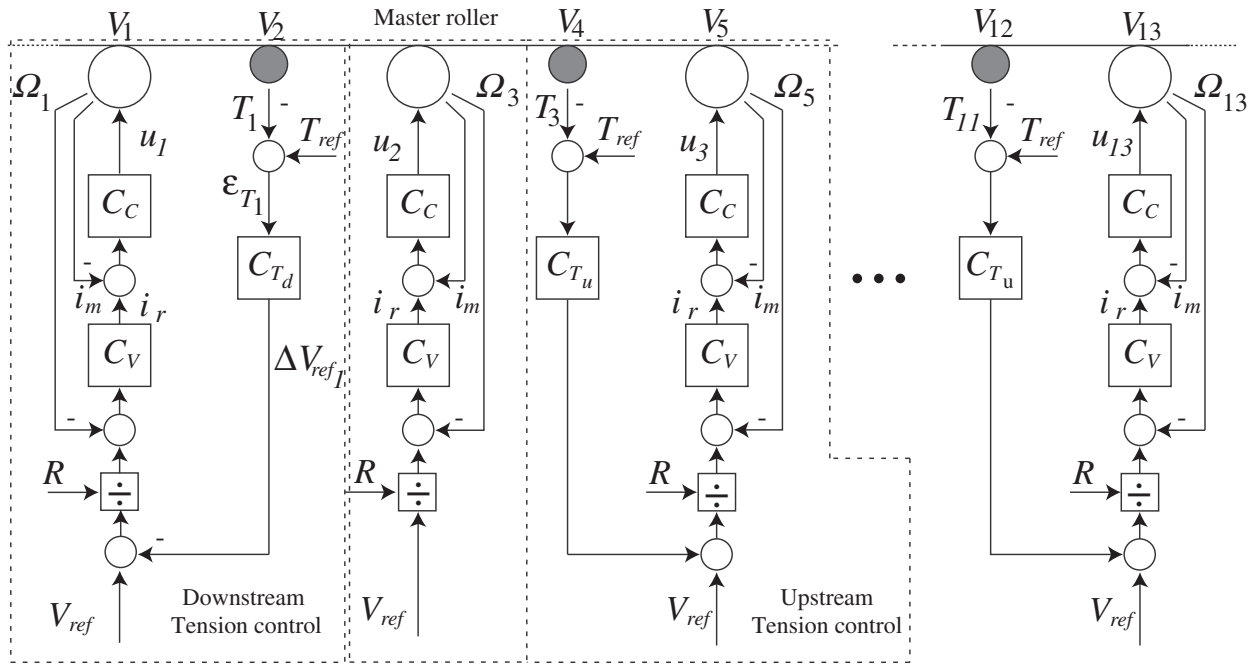 V1 V2 Master roller V4 V5 V12 V13
Ω1 Ω3 Ω5 Ω13
T1 - T3 - T11 -
u1 Tref u2 Tref u3 Tref u13
εT1
CC CC CC CC
CTd CTu CTu
- - - -
im ir ir im ir im ir im
• • •
CV CV CV CV
ΔVref1
- - - -
R ÷ R ÷ R ÷ R ÷
-
Vref Downstream Vref Vref Upstream Vref
Tension control Tension control